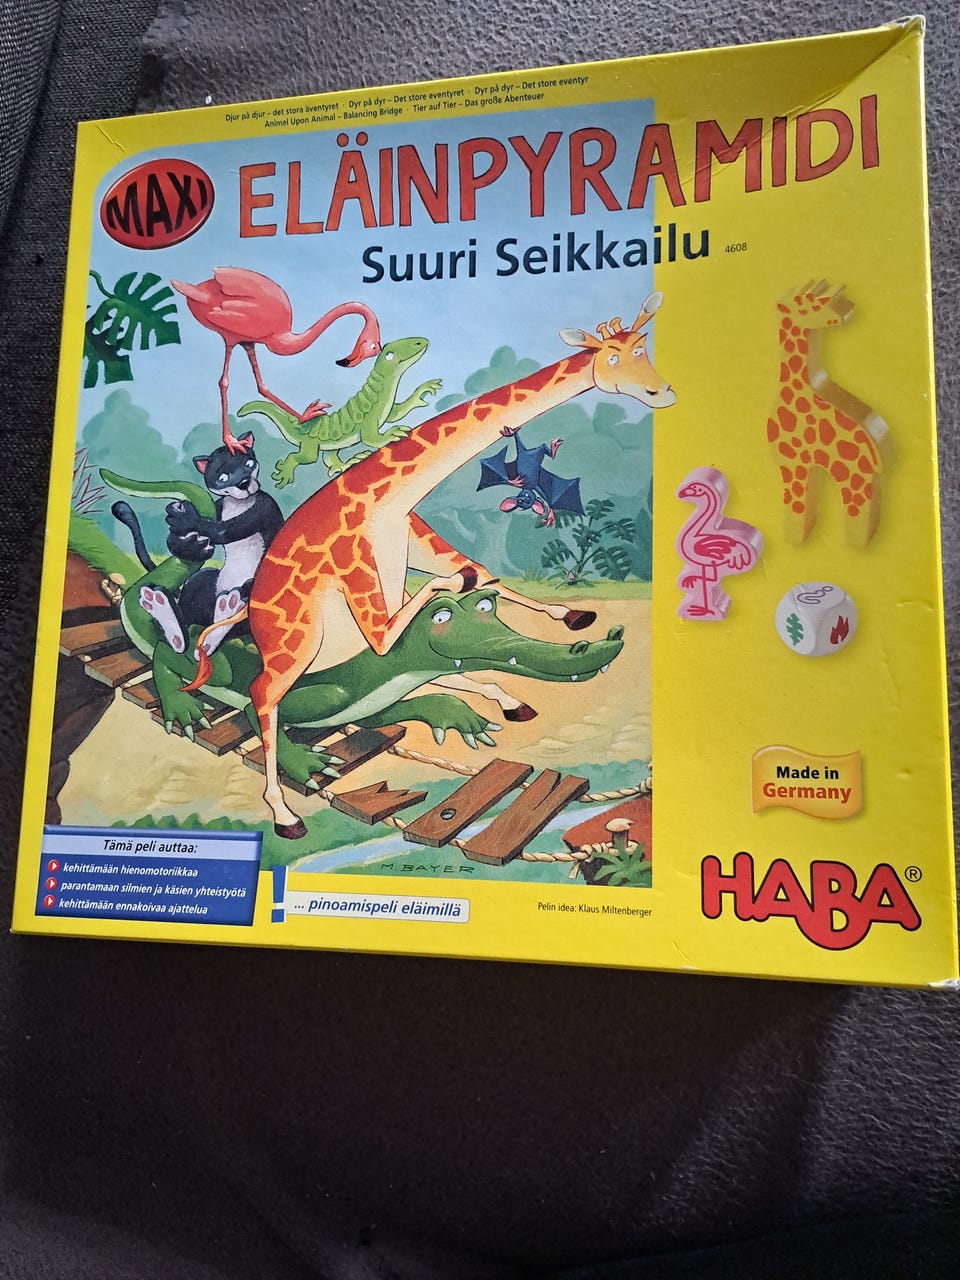 Djur på djur – det stora äventyret · Dyr på dyr – Det store eventyret · Dyr på dyr – Det store eventyr
Animal Upon Animal – Balancing Bridge · Tier auf Tier – Das große Abenteuer
MAXI
ELÄINPYRAMIDI
Suuri Seikkailu 4608
Made in
Germany
Tämä peli auttaa:
kehittämään hienomotoriikkaa
parantamaan silmien ja käsien yhteistyötä
kehittämään ennakoivaa ajattelua
! ... pinoamispeli eläimillä
M. BAYER
Pelin idea: Klaus Miltenberger
HABA®